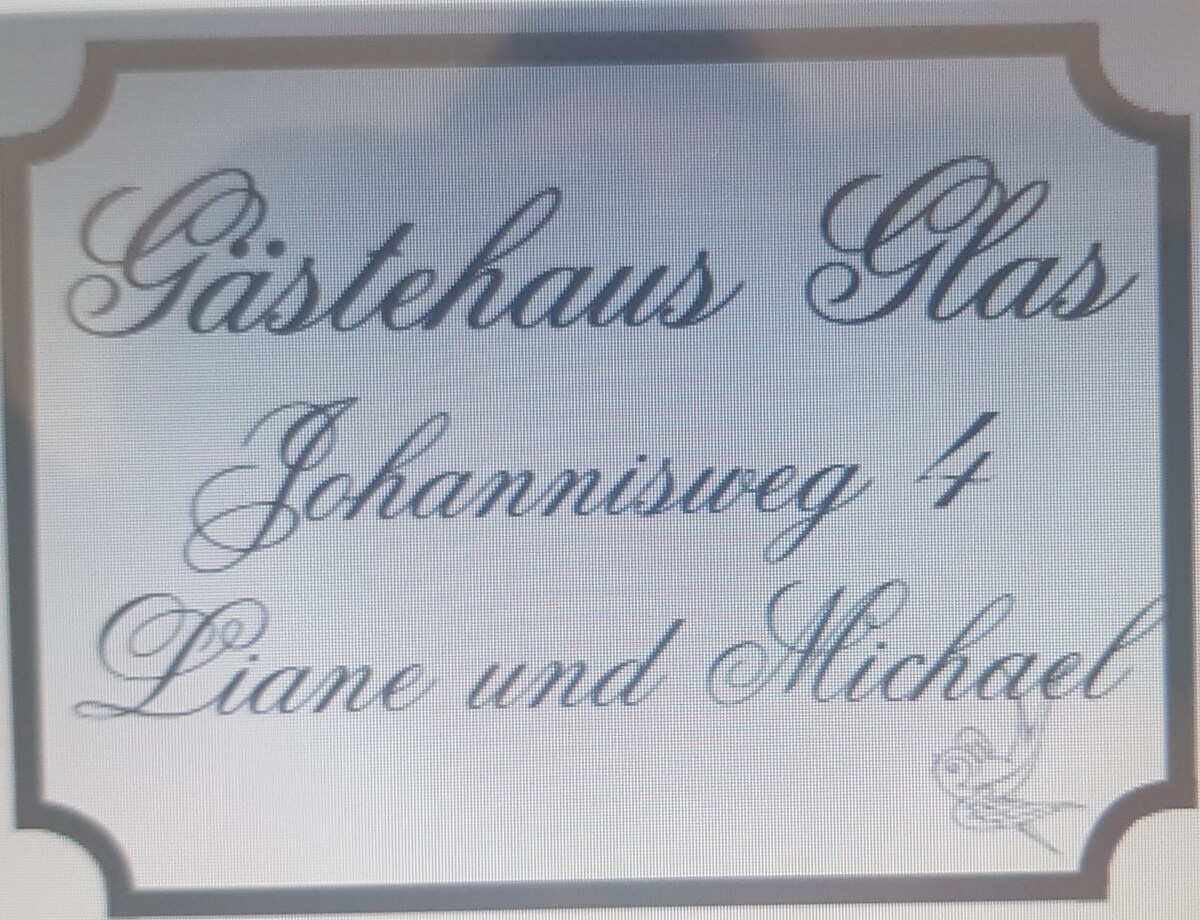 Gästehaus Glas
Johannisweg 4
Liane und Michael